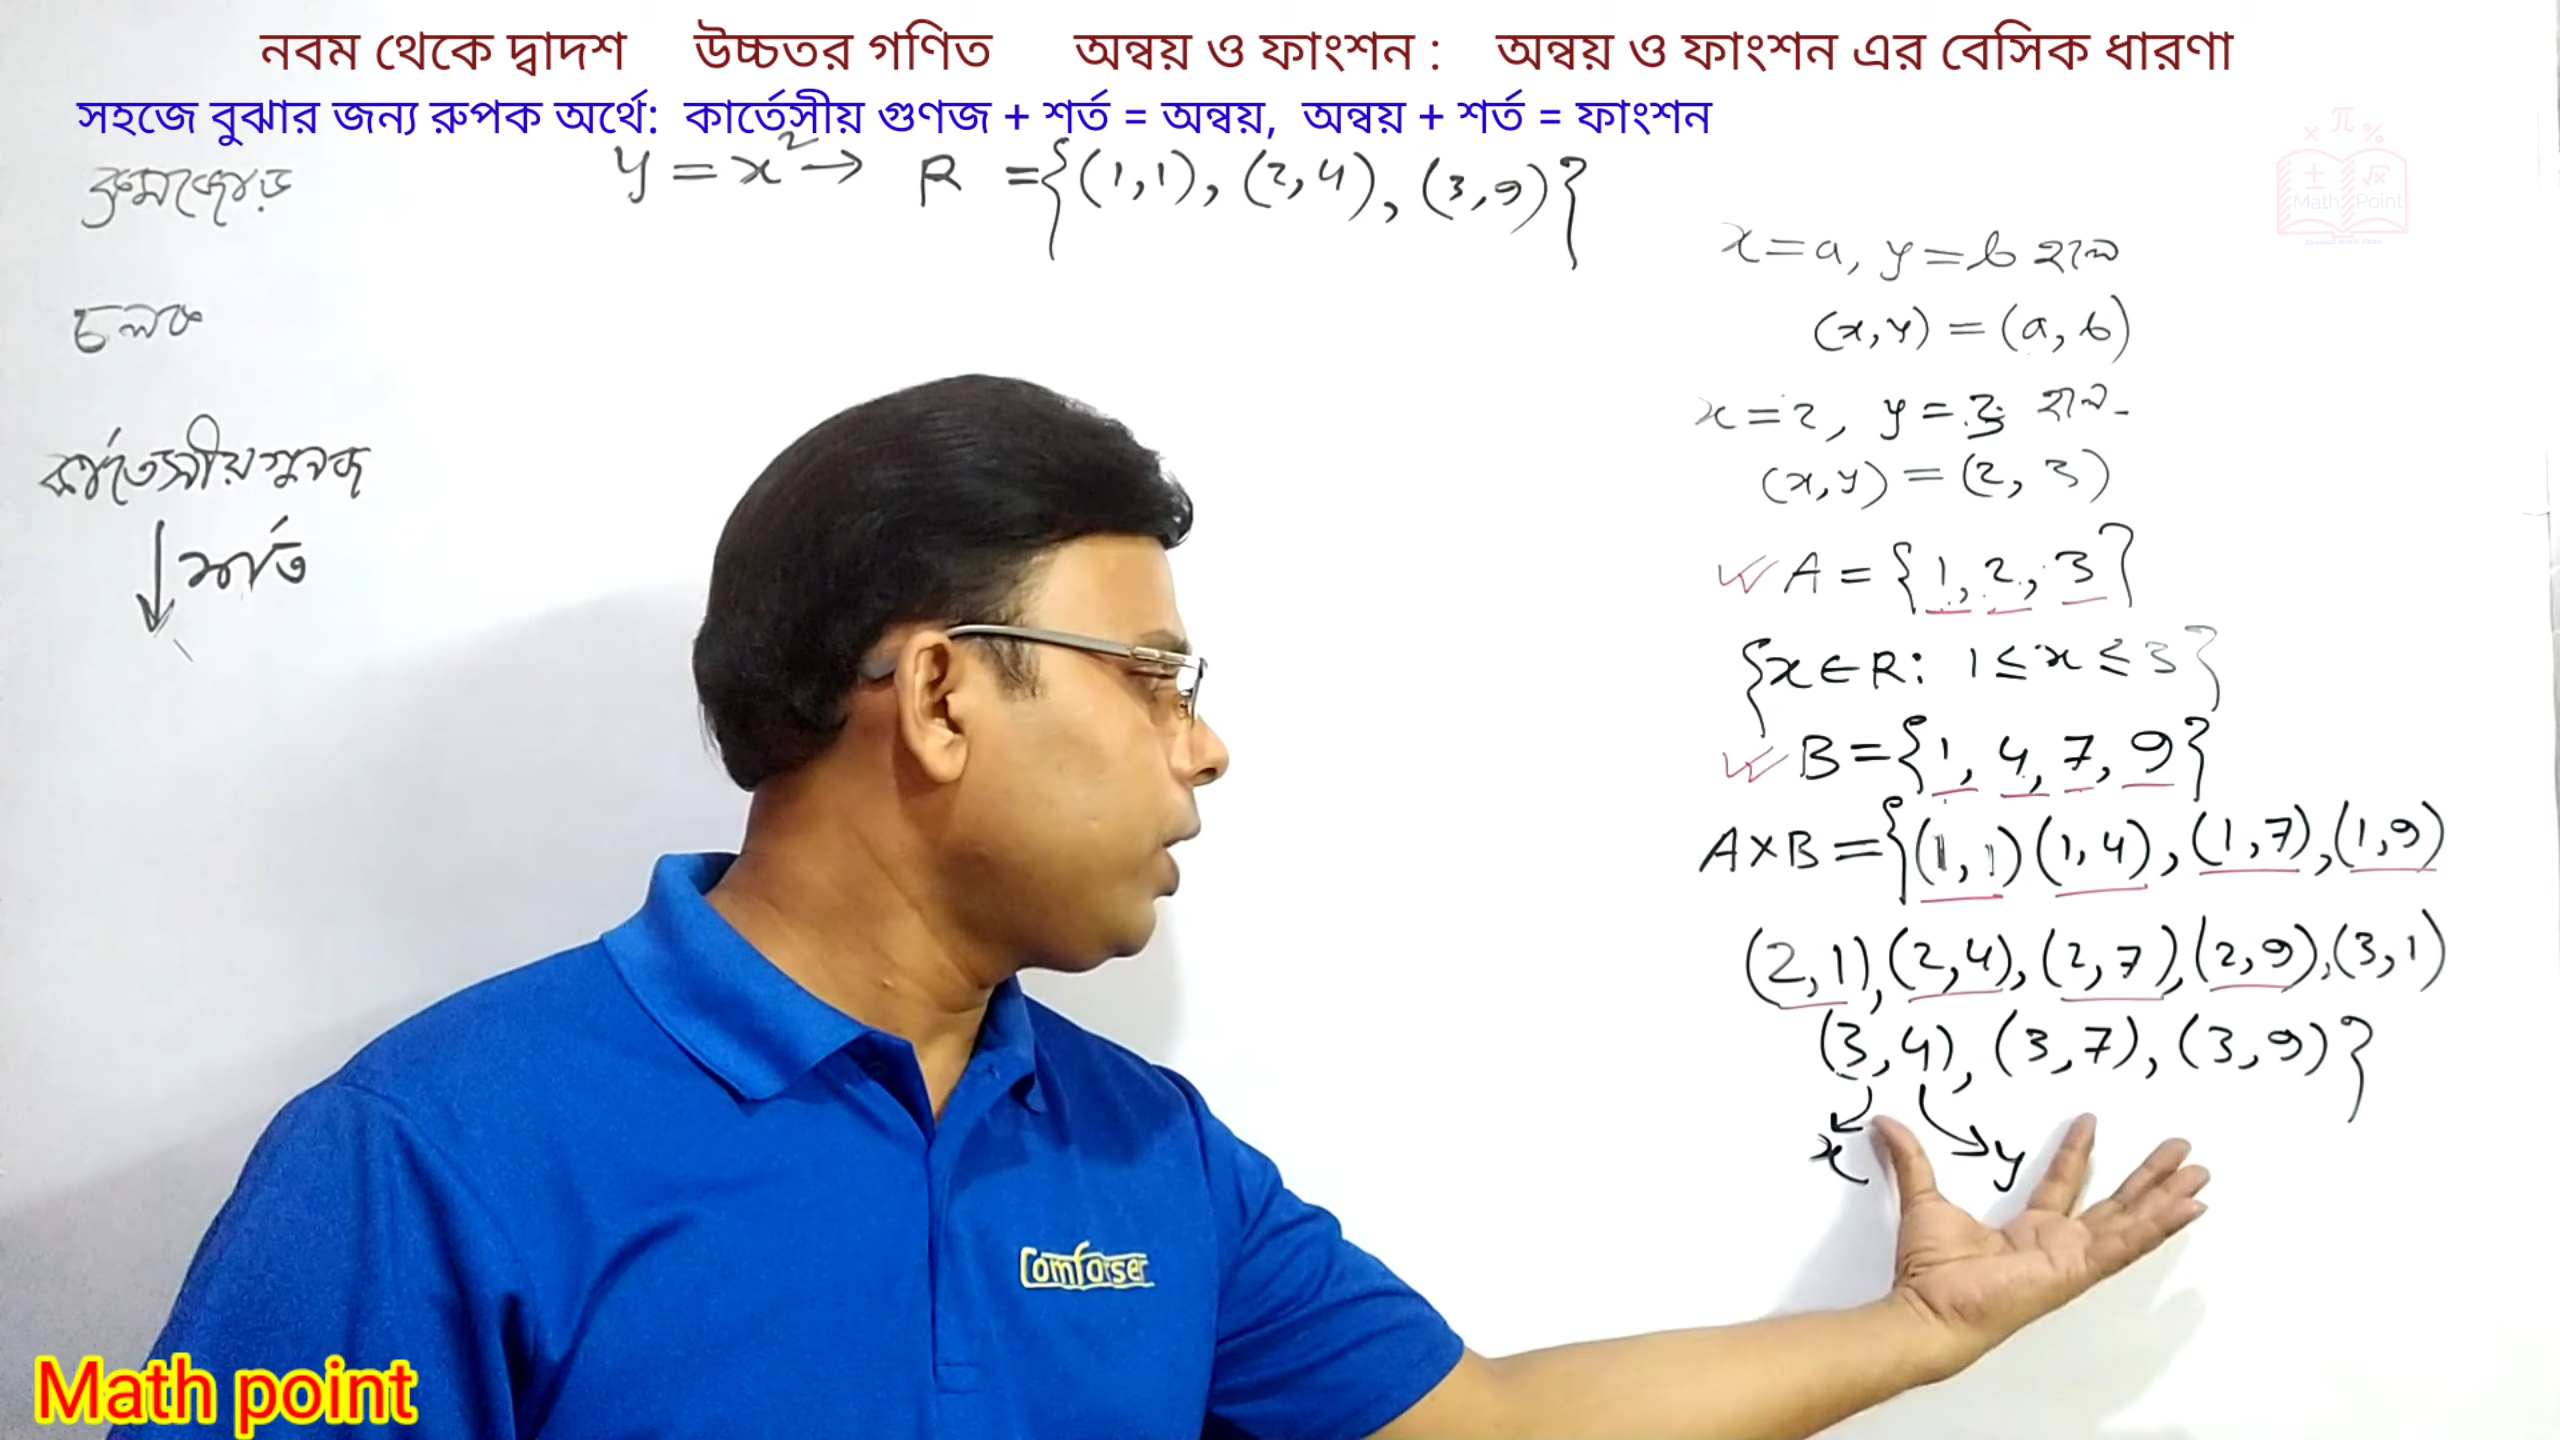 নবম থেকে দ্বাদশ উচ্চতর গণিত অন্বয় ও ফাংশন : অন্বয় ও ফাংশন এর বেসিক ধারণা
সহজে বুঝার জন্য রুপক অর্থে: কার্তেসীয় গুণজ + শর্ত = অন্বয়, অন্বয় + শর্ত = ফাংশন
y = x² → R = {(1,1), (2,4), (3,9)}
ক্রমজোড়
চলক
কার্তেসীয় গুনজ
↓ শর্ত
π
× %
± √x
Math Point
x = a, y = b হলে
(x,y) = (a, b)
x = 2, y = 3 হলে
(x,y) = (2, 3)
A = {1, 2, 3}
{x ∈ R: 1 ≤ x ≤ 3}
B = {1, 4, 7, 9}
A×B = {(1,1) (1,4), (1,7), (1,9)
(2,1), (2,4), (2,7), (2,9), (3,1)
(3,4), (3,7), (3,9)}
x y
Comforser
Math point